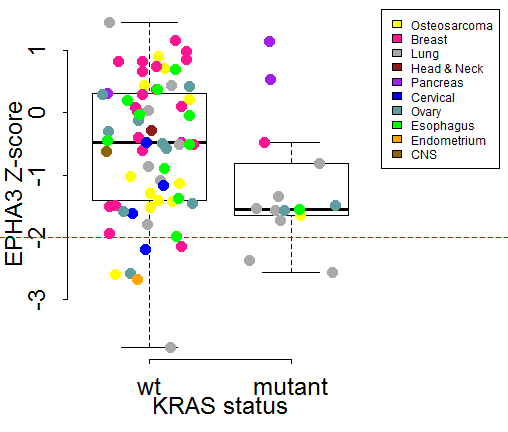 Osteosarcoma
Breast
Lung
Head & Neck
Pancreas
Cervical
Ovary
Esophagus
Endometrium
CNS
EPHA3 Z-score
1
0
-1
-2
-3
wt mutant
KRAS status